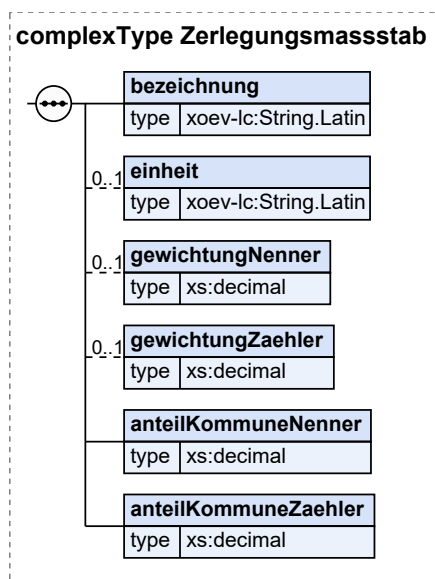 complexType Zerlegungsmassstab
bezeichnung
type xoev-lc:String.Latin
0..1
einheit
type xoev-lc:String.Latin
0..1
gewichtungNenner
type xs:decimal
0..1
gewichtungZaehler
type xs:decimal
anteilKommuneNenner
type xs:decimal
anteilKommuneZaehler
type xs:decimal